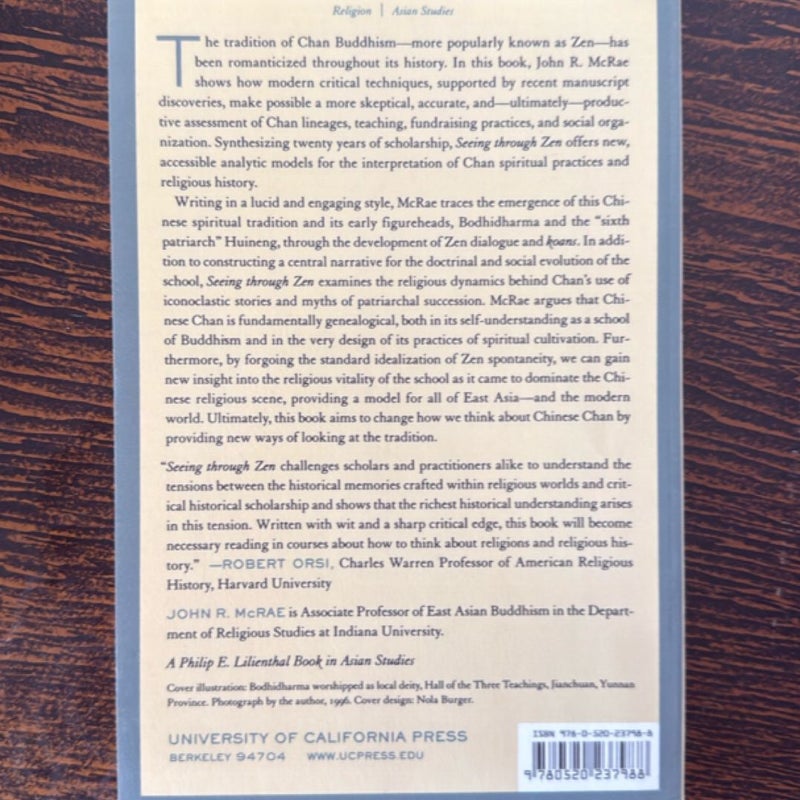 Religion | Asian Studies
The tradition of Chan Buddhism—more popularly known as Zen—has
been romanticized throughout its history. In this book, John R. McRae
shows how modern critical techniques, supported by recent manuscript
discoveries, make possible a more skeptical, accurate, and—ultimately—produc-
tive assessment of Chan lineages, teaching, fundraising practices, and social orga-
nization. Synthesizing twenty years of scholarship, Seeing through Zen offers new,
accessible analytic models for the interpretation of Chan spiritual practices and
religious history.
Writing in a lucid and engaging style, McRae traces the emergence of this Chi-
nese spiritual tradition and its early figureheads, Bodhidharma and the “sixth
patriarch” Huineng, through the development of Zen dialogue and koans. In addi-
tion to constructing a central narrative for the doctrinal and social evolution of the
school, Seeing through Zen examines the religious dynamics behind Chan’s use of
iconoclastic stories and myths of patriarchal succession. McRae argues that Chi-
nese Chan is fundamentally genealogical, both in its self-understanding as a school
of Buddhism and in the very design of its practices of spiritual cultivation. Fur-
thermore, by forgoing the standard idealization of Zen spontaneity, we can gain
new insight into the religious vitality of the school as it came to dominate the Chi-
nese religious scene, providing a model for all of East Asia—and the modern
world. Ultimately, this book aims to change how we think about Chinese Chan by
providing new ways of looking at the tradition.
“Seeing through Zen challenges scholars and practitioners alike to understand the
tensions between the historical memories crafted within religious worlds and crit-
ical historical scholarship and shows that the richest historical understanding arises
in this tension. Written with wit and a sharp critical edge, this book will become
necessary reading in courses about how to think about religions and religious his-
tory.” —ROBERT ORSI, Charles Warren Professor of American Religious
History, Harvard University
JOHN R. McRAE is Associate Professor of East Asian Buddhism in the Depart-
ment of Religious Studies at Indiana University.
A Philip E. Lilienthal Book in Asian Studies
Cover illustration: Bodhidharma worshipped as local deity, Hall of the Three Teachings, Jianchuan, Yunnan
Province. Photograph by the author, 1996. Cover design: Nola Burger.
UNIVERSITY OF CALIFORNIA PRESS
BERKELEY 94704 WWW.UCPRESS.EDU
ISBN 978-0-520-23798-8
9 780520 237988